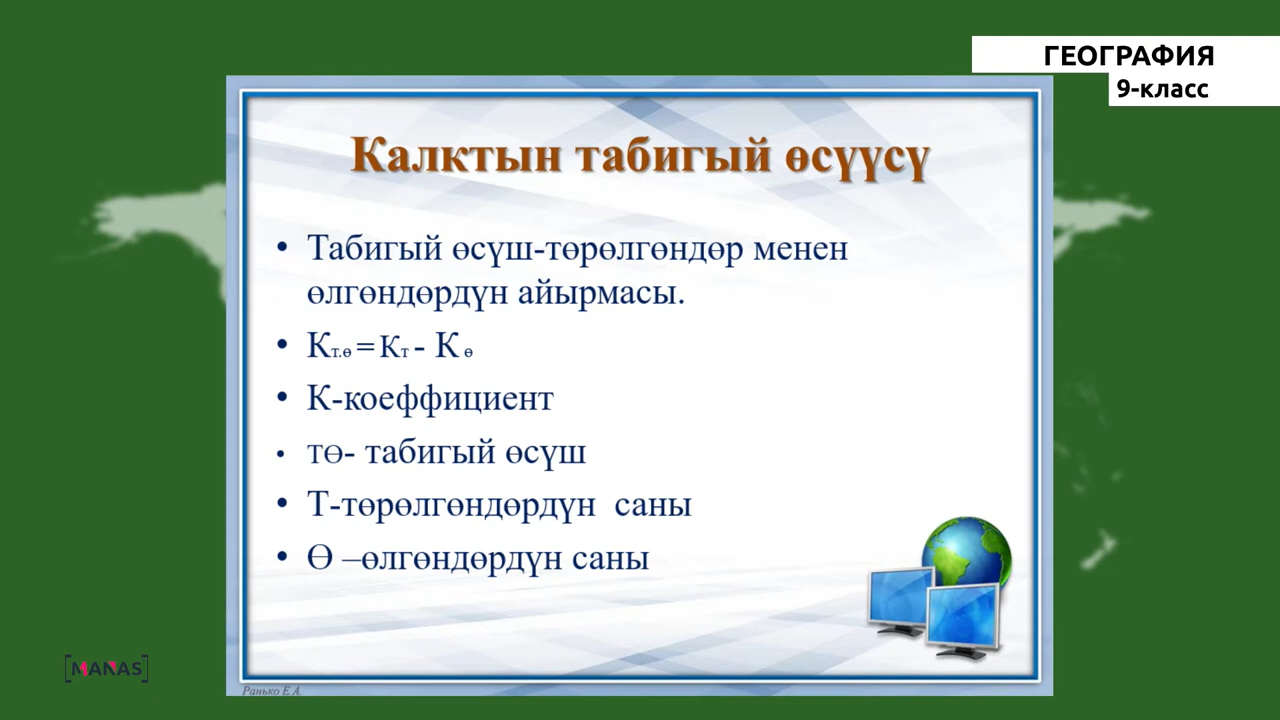 ГЕОГРАФИЯ
9-класс
Калктын табигый өсүүсү
• Табигый өсүш-төрөлгөндөр менен
өлгөндөрдүн айырмасы.
• Кт.ө = Кт - К ө
• К-коеффициент
• ТӨ- табигый өсүш
• Т-төрөлгөндөрдүн саны
• Ө –өлгөндөрдүн саны
[MANAS]
Ранько Е.А.